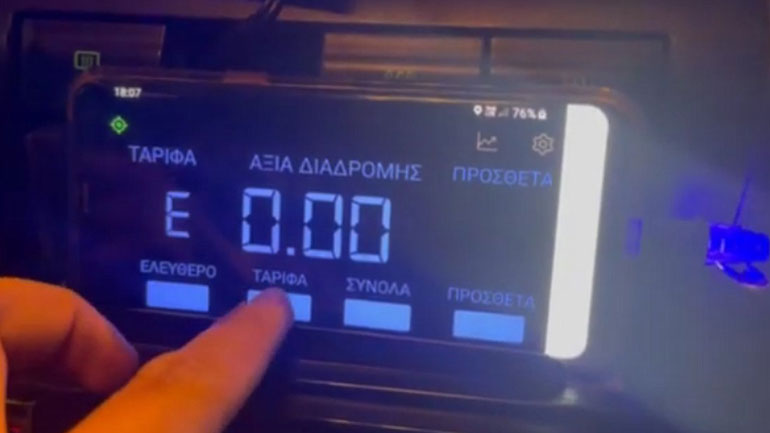 18:07
76%
ΤΑΡΙΦΑ ΑΞΙΑ ΔΙΑΔΡΟΜΗΣ ΠΡΟΣΘΕΤΑ
E 0.00
ΕΛΕΥΘΕΡΟ ΤΑΡΙΦΑ ΣΥΝΟΛΑ ΠΡΟΣΘΕΤΑ